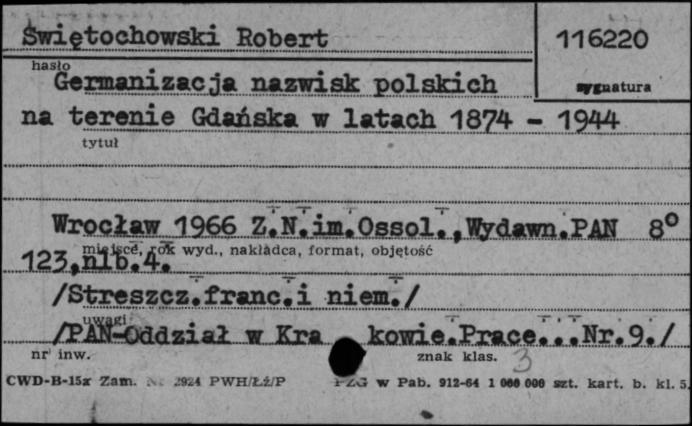 Świętochowski Robert
116220
hasło
sygnatura
Germanizacja nazwisk polskich
na terenie Gdańska w latach 1874 - 1944
tytuł
Wrocław 1966 Z.N.im.Ossol.,Wydawn.PAN 8°
miejsce, rok wyd., nakładca, format, objętość
123,nlb.4.
/Streszcz.franc.i niem./
uwagi
/PAN-Oddział w Kra kowie.Prace...Nr.9./
nr inw.
znak klas. 3
CWD-B-15x Zam. 2924 PWH/Łź/P PZG w Pab. 912-64 1 000 000 szt. kart. b. kl. 5.